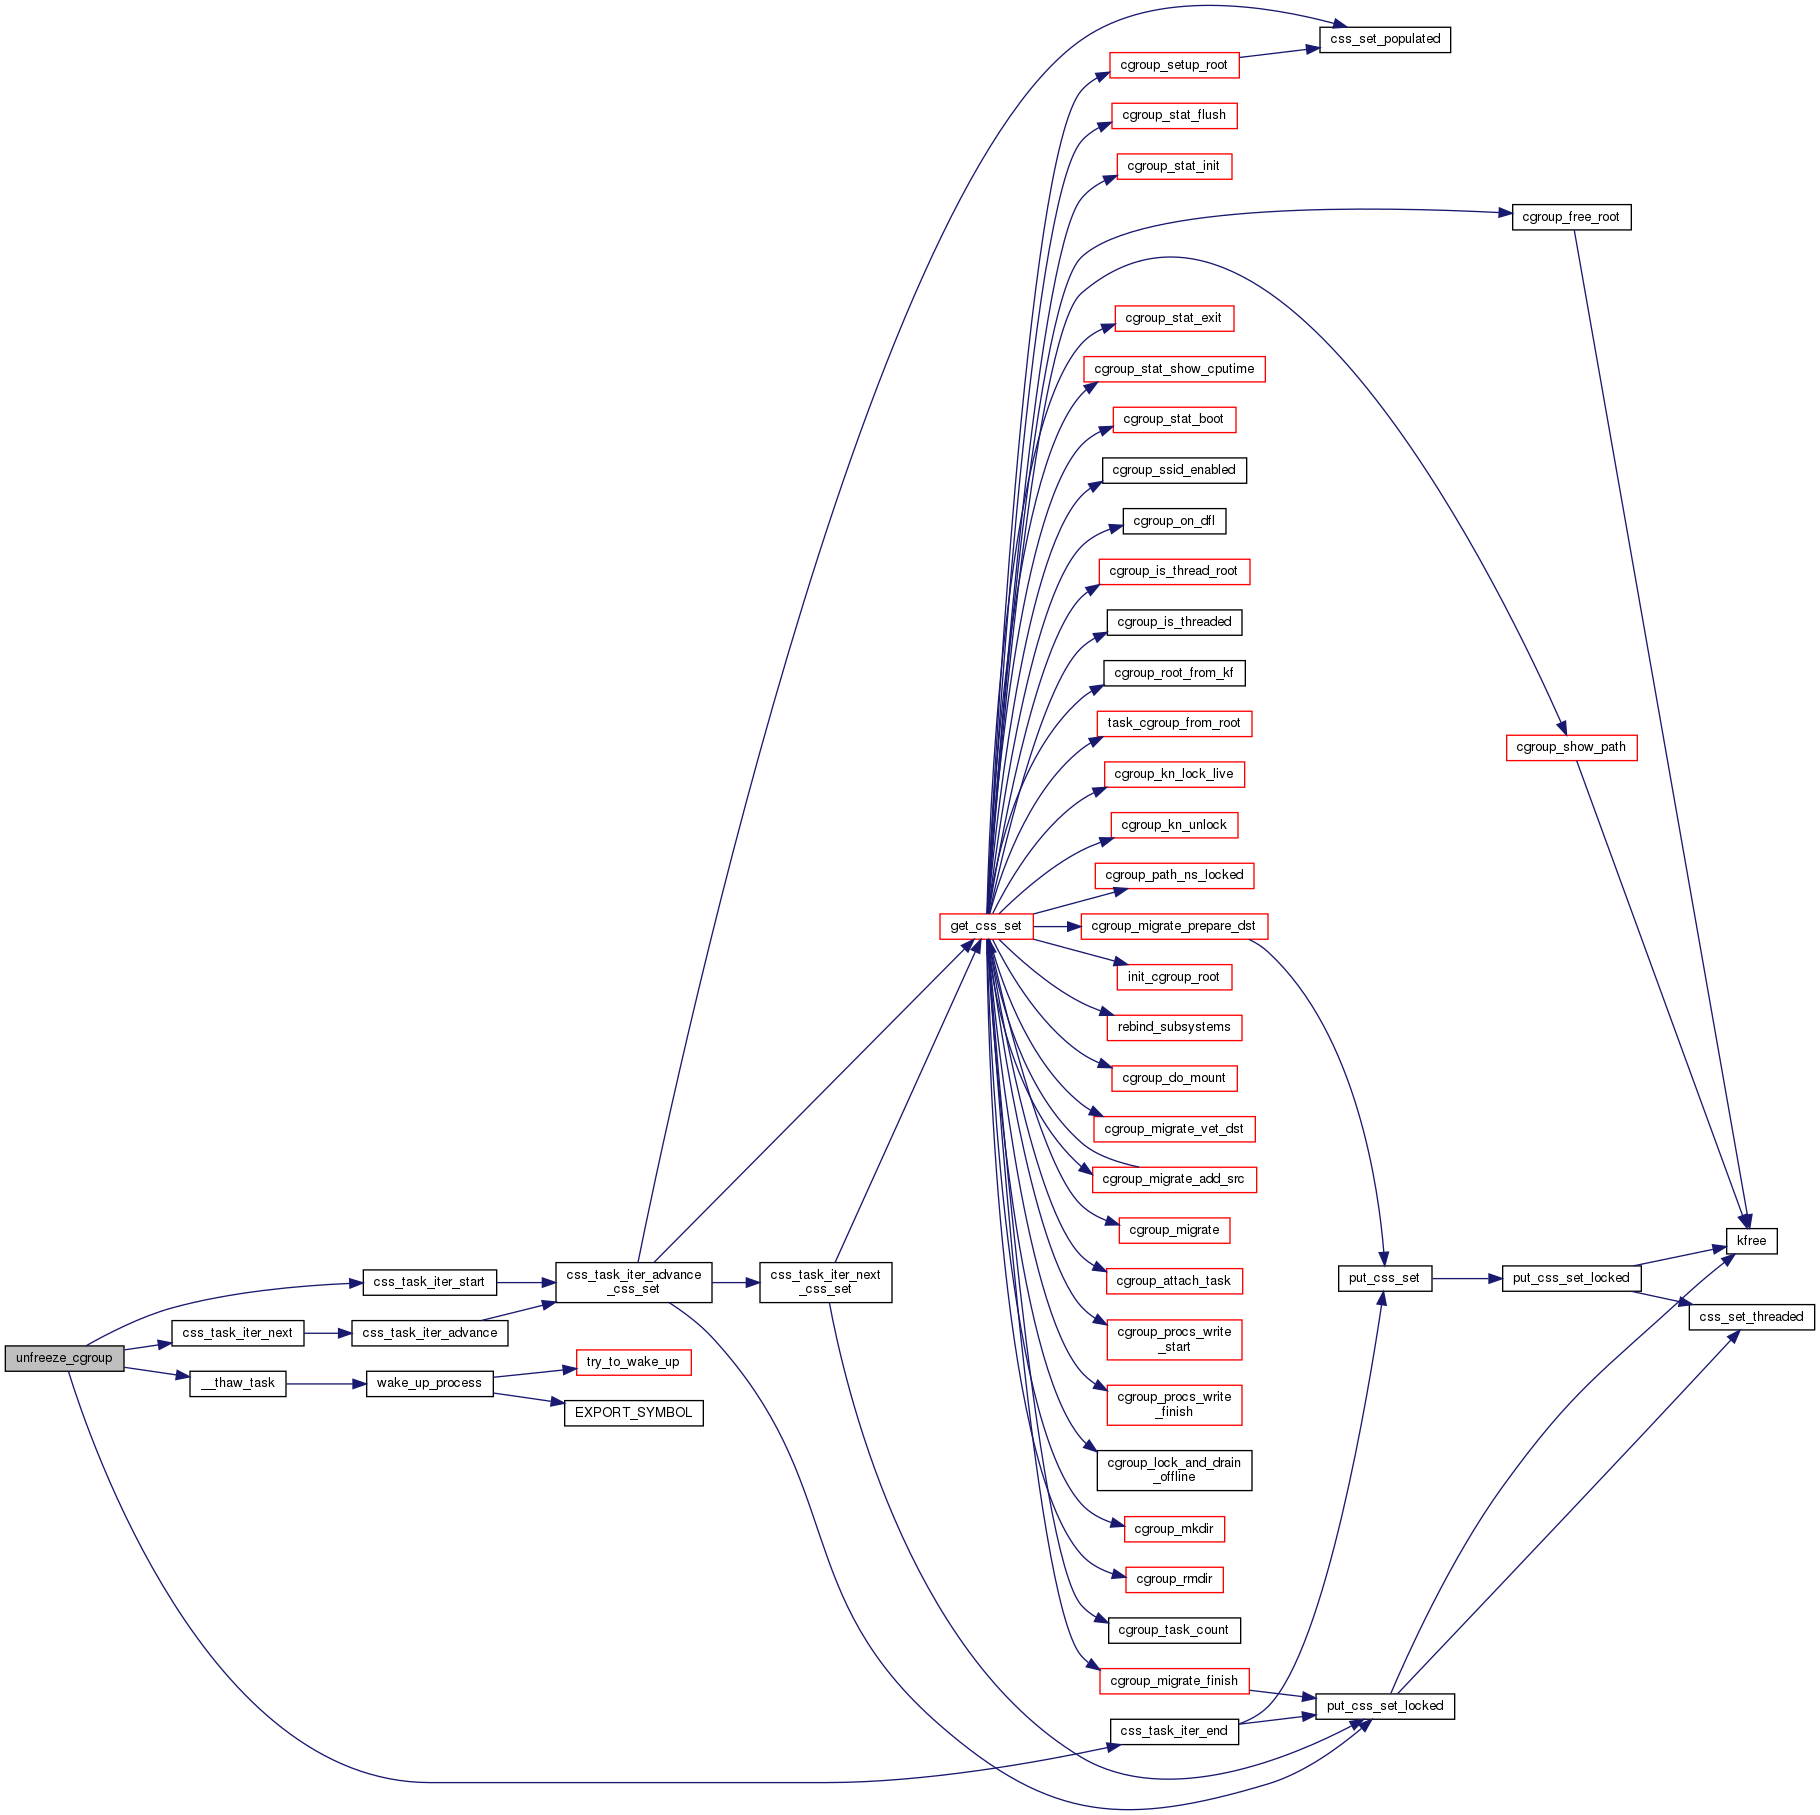 css_set_populated
cgroup_setup_root
cgroup_stat_flush
cgroup_stat_init
cgroup_free_root
cgroup_stat_exit
cgroup_stat_show_cputime
cgroup_stat_boot
cgroup_ssid_enabled
cgroup_on_dfl
cgroup_is_thread_root
cgroup_is_threaded
cgroup_root_from_kf
task_cgroup_from_root
cgroup_show_path
cgroup_kn_lock_live
cgroup_kn_unlock
cgroup_path_ns_locked
get_css_set
cgroup_migrate_prepare_dst
init_cgroup_root
rebind_subsystems
cgroup_do_mount
cgroup_migrate_vet_dst
cgroup_migrate_add_src
cgroup_migrate
kfree
css_task_iter_start
css_task_iter_advance
_css_set
css_task_iter_next
_css_set
cgroup_attach_task
put_css_set
put_css_set_locked
css_set_threaded
unfreeze_cgroup
css_task_iter_next
css_task_iter_advance
cgroup_procs_write
_start
__thaw_task
wake_up_process
try_to_wake_up
EXPORT_SYMBOL
cgroup_procs_write
_finish
cgroup_lock_and_drain
_offline
cgroup_mkdir
cgroup_rmdir
cgroup_task_count
cgroup_migrate_finish
put_css_set_locked
css_task_iter_end